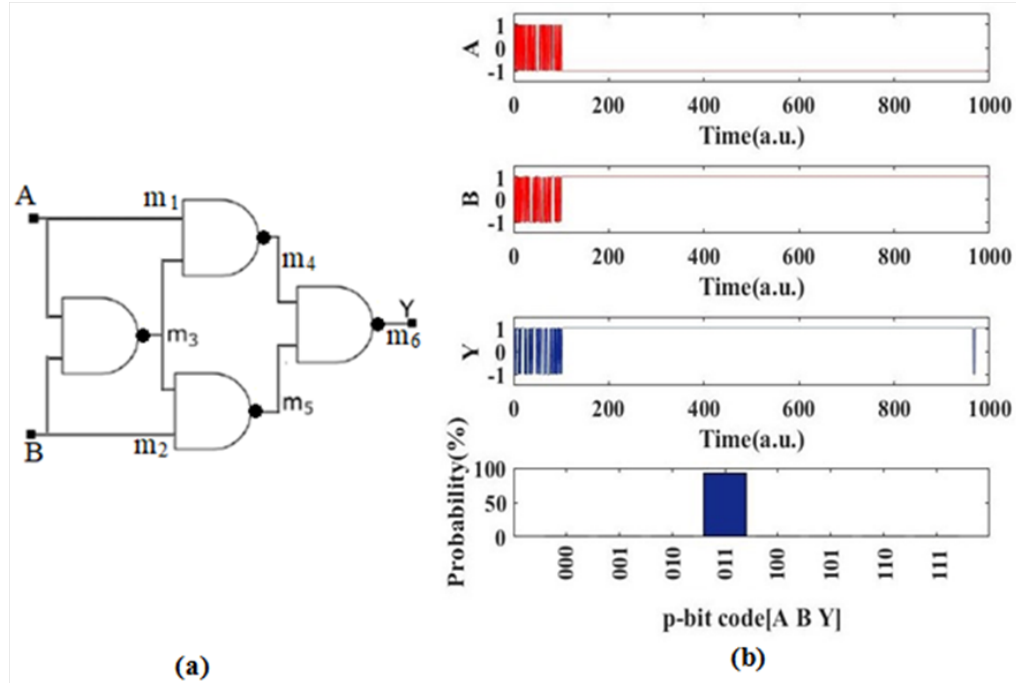 A
m1
m4
m3
Y
m6
m5
B
m2
(a)
A
1
0
-1
0 200 400 600 800 1000
Time(a.u.)
B
1
0
-1
0 200 400 600 800 1000
Time(a.u.)
Y
1
0
-1
0 200 400 600 800 1000
Time(a.u.)
Probability(%)
100
50
0
000 001 010 011 100 101 110 111
p-bit code[A B Y]
(b)